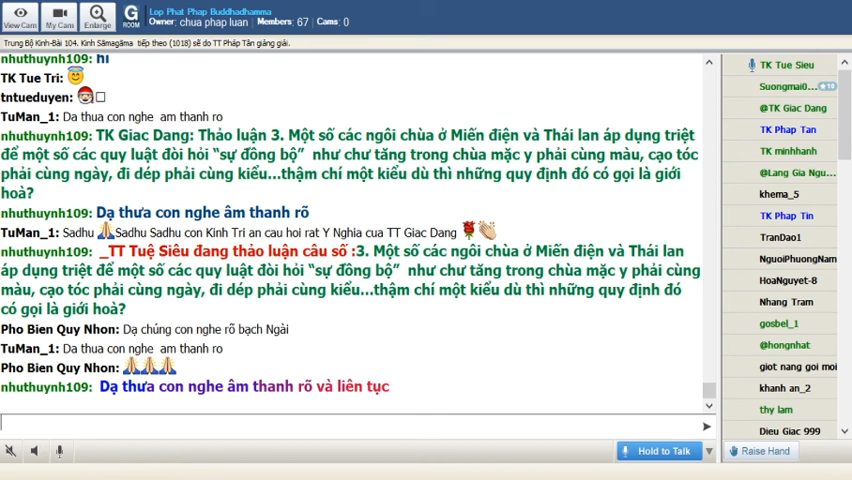 View Cam
My Cam
Enlarge
G
ROOM
Lop Phat Phap Buddhadhamma
Owner: chua phap luan Members: 67 Cams: 0
Trung Bộ Kinh-Bài 104. Kinh Sāmagāma tiếp theo (1018) sẽ do TT Pháp Tân giảng giải.
nhuthuynh109: hi
TK Tue Tri:
tntueduyen:
TuMan_1: Da thua con nghe am thanh ro
nhuthuynh109: TK Giac Dang: Thảo luận 3. Một số các ngôi chùa ở Miến điện và Thái lan áp dụng triệt
để một số các quy luật đòi hỏi “sự đồng bộ” như chư tăng trong chùa mặc y phải cùng màu, cạo tóc
phải cùng ngày, đi dép phải cùng kiểu...thậm chí một kiểu dù thì những quy định đó có gọi là giới
hoà?
nhuthuynh109: Dạ thưa con nghe âm thanh rõ
TuMan_1: Sadhu Sadhu Sadhu con Kinh Tri an cau hoi rat Y Nghia cua TT Giac Dang
nhuthuynh109: _TT Tuệ Siêu đang thảo luận câu số :3. Một số các ngôi chùa ở Miến điện và Thái lan
áp dụng triệt để một số các quy luật đòi hỏi “sự đồng bộ” như chư tăng trong chùa mặc y phải cùng
màu, cạo tóc phải cùng ngày, đi dép phải cùng kiểu...thậm chí một kiểu dù thì những quy định đó
có gọi là giới hoà?
Pho Bien Quy Nhon: Dạ chúng con nghe rõ bạch Ngài
TuMan_1: Da thua con nghe am thanh ro
Pho Bien Quy Nhon:
nhuthuynh109: Dạ thưa con nghe âm thanh rõ và liên tục
Hold to Talk
TK Tue Sieu
Suongmai0... 10
@TK Giac Dang
TK Phap Tan
TK minhhanh
@Lang Gia Ngu...
khema_5
TK Phap Tin
TranDao1
NguoiPhuongNam
HoaNguyet-8
Nhang Tram
gosbel_1
@hongnhat
giot nang goi moi
khanh an_2
thy lam
Dieu Giac 999
Raise Hand